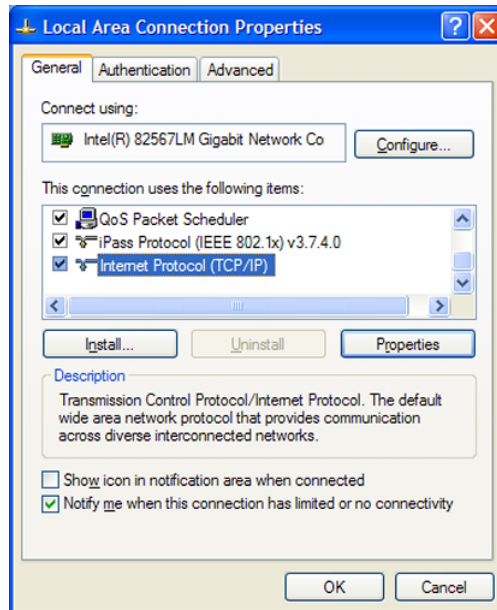 Local Area Connection Properties
General Authentication Advanced
Connect using:
Intel(R) 82567LM Gigabit Network Co
Configure...
This connection uses the following items:
QoS Packet Scheduler
iPass Protocol (IEEE 802.1x) v3.7.4.0
Internet Protocol (TCP/IP)
Install... Uninstall Properties
Description
Transmission Control Protocol/Internet Protocol. The default
wide area network protocol that provides communication
across diverse interconnected networks.
Show icon in notification area when connected
Notify me when this connection has limited or no connectivity
OK Cancel